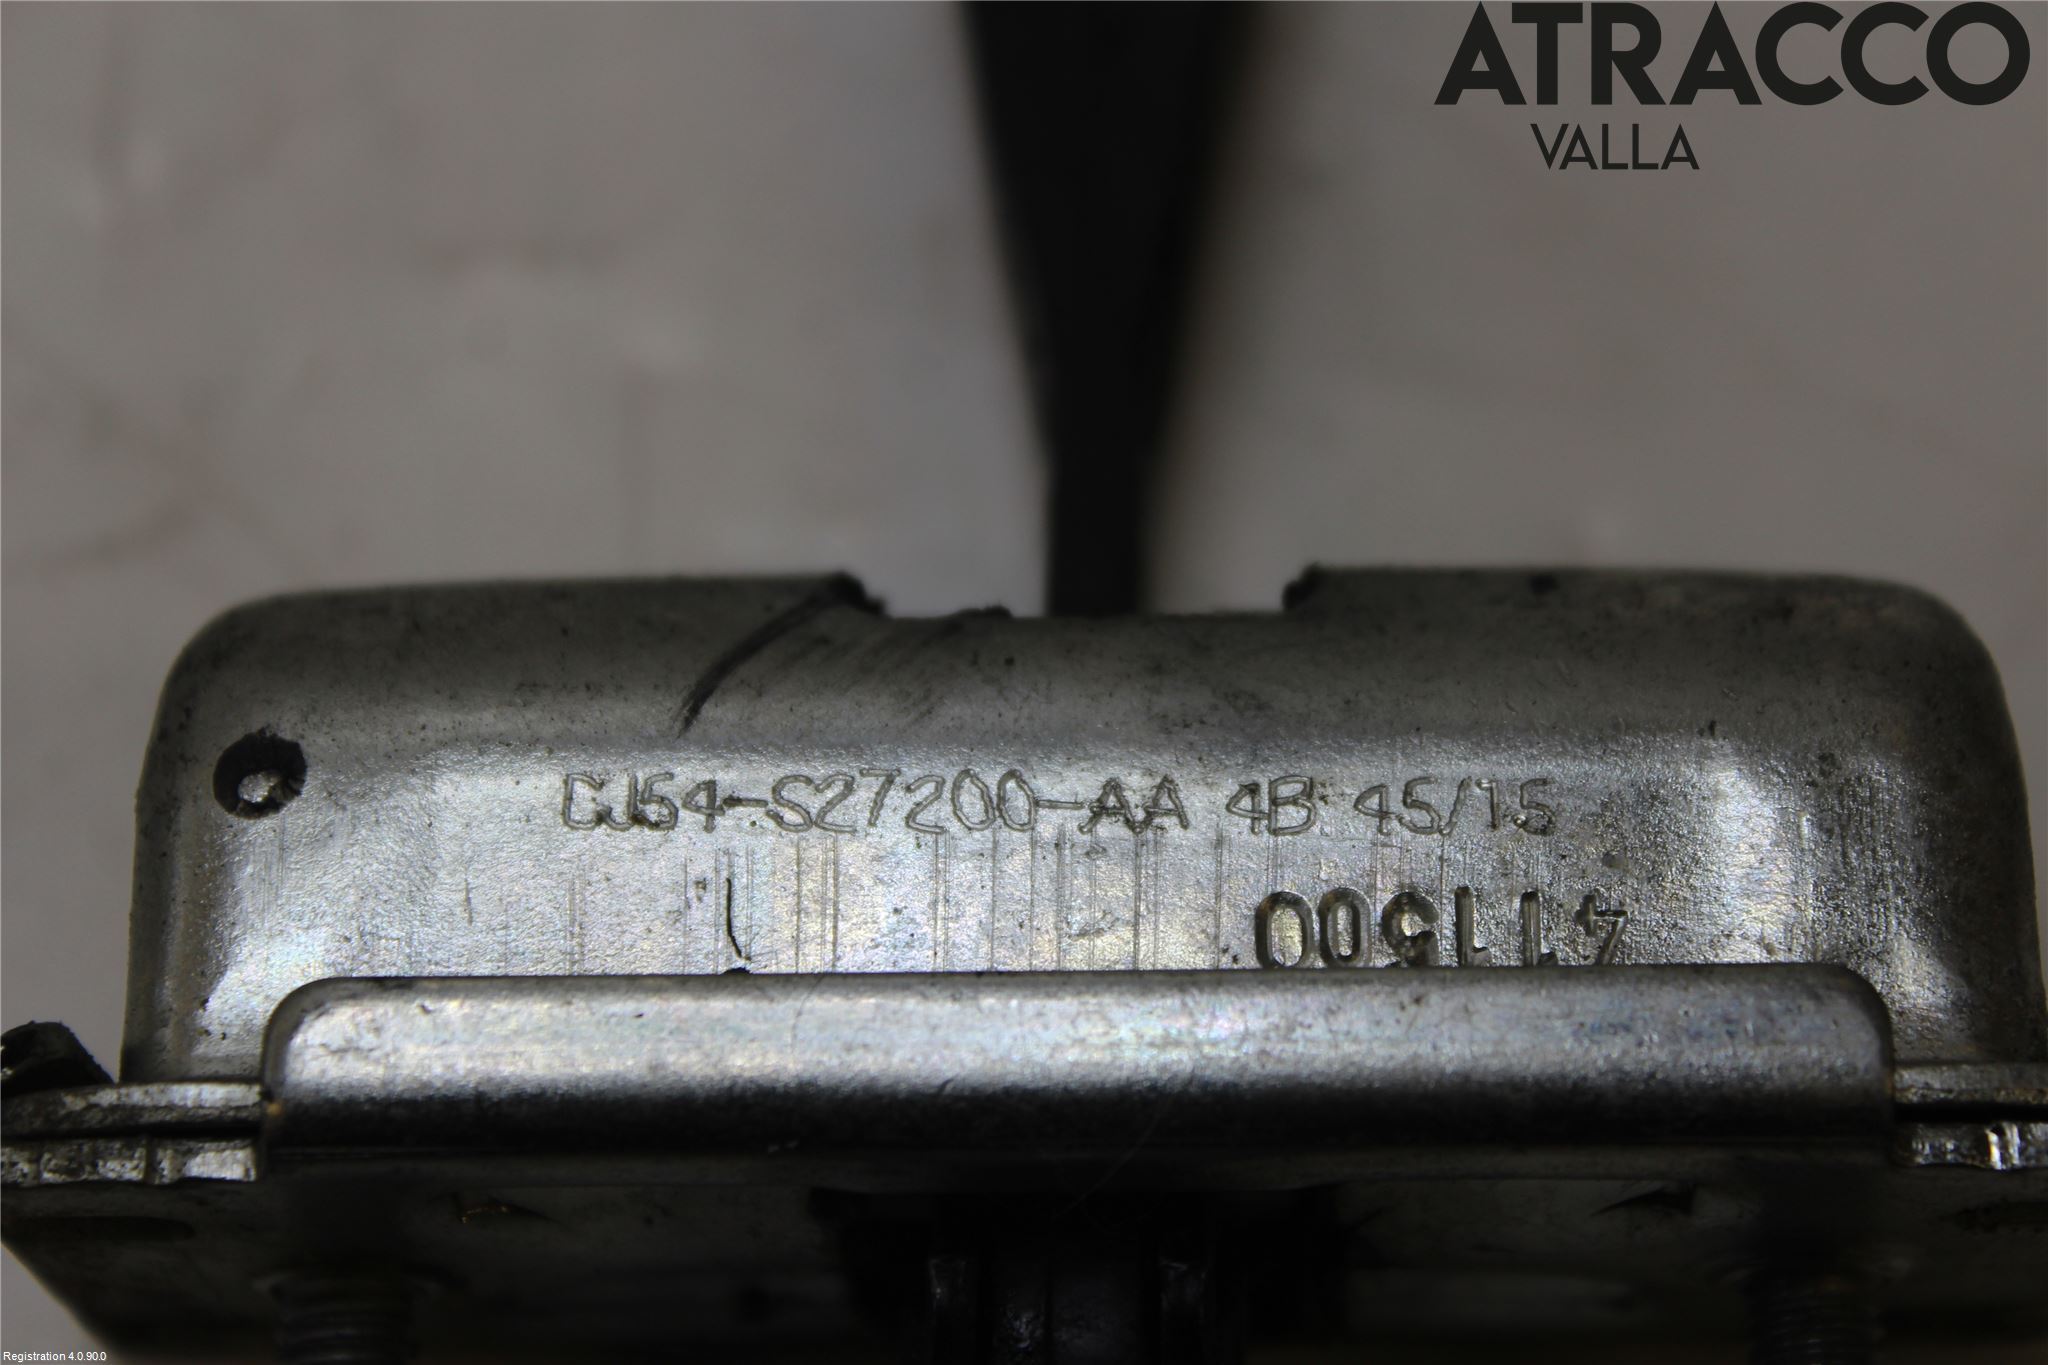 ATRACCO
VALLA
CJ54-S27200-AA 4B 45/15
411500
Registration 4.0.90.0